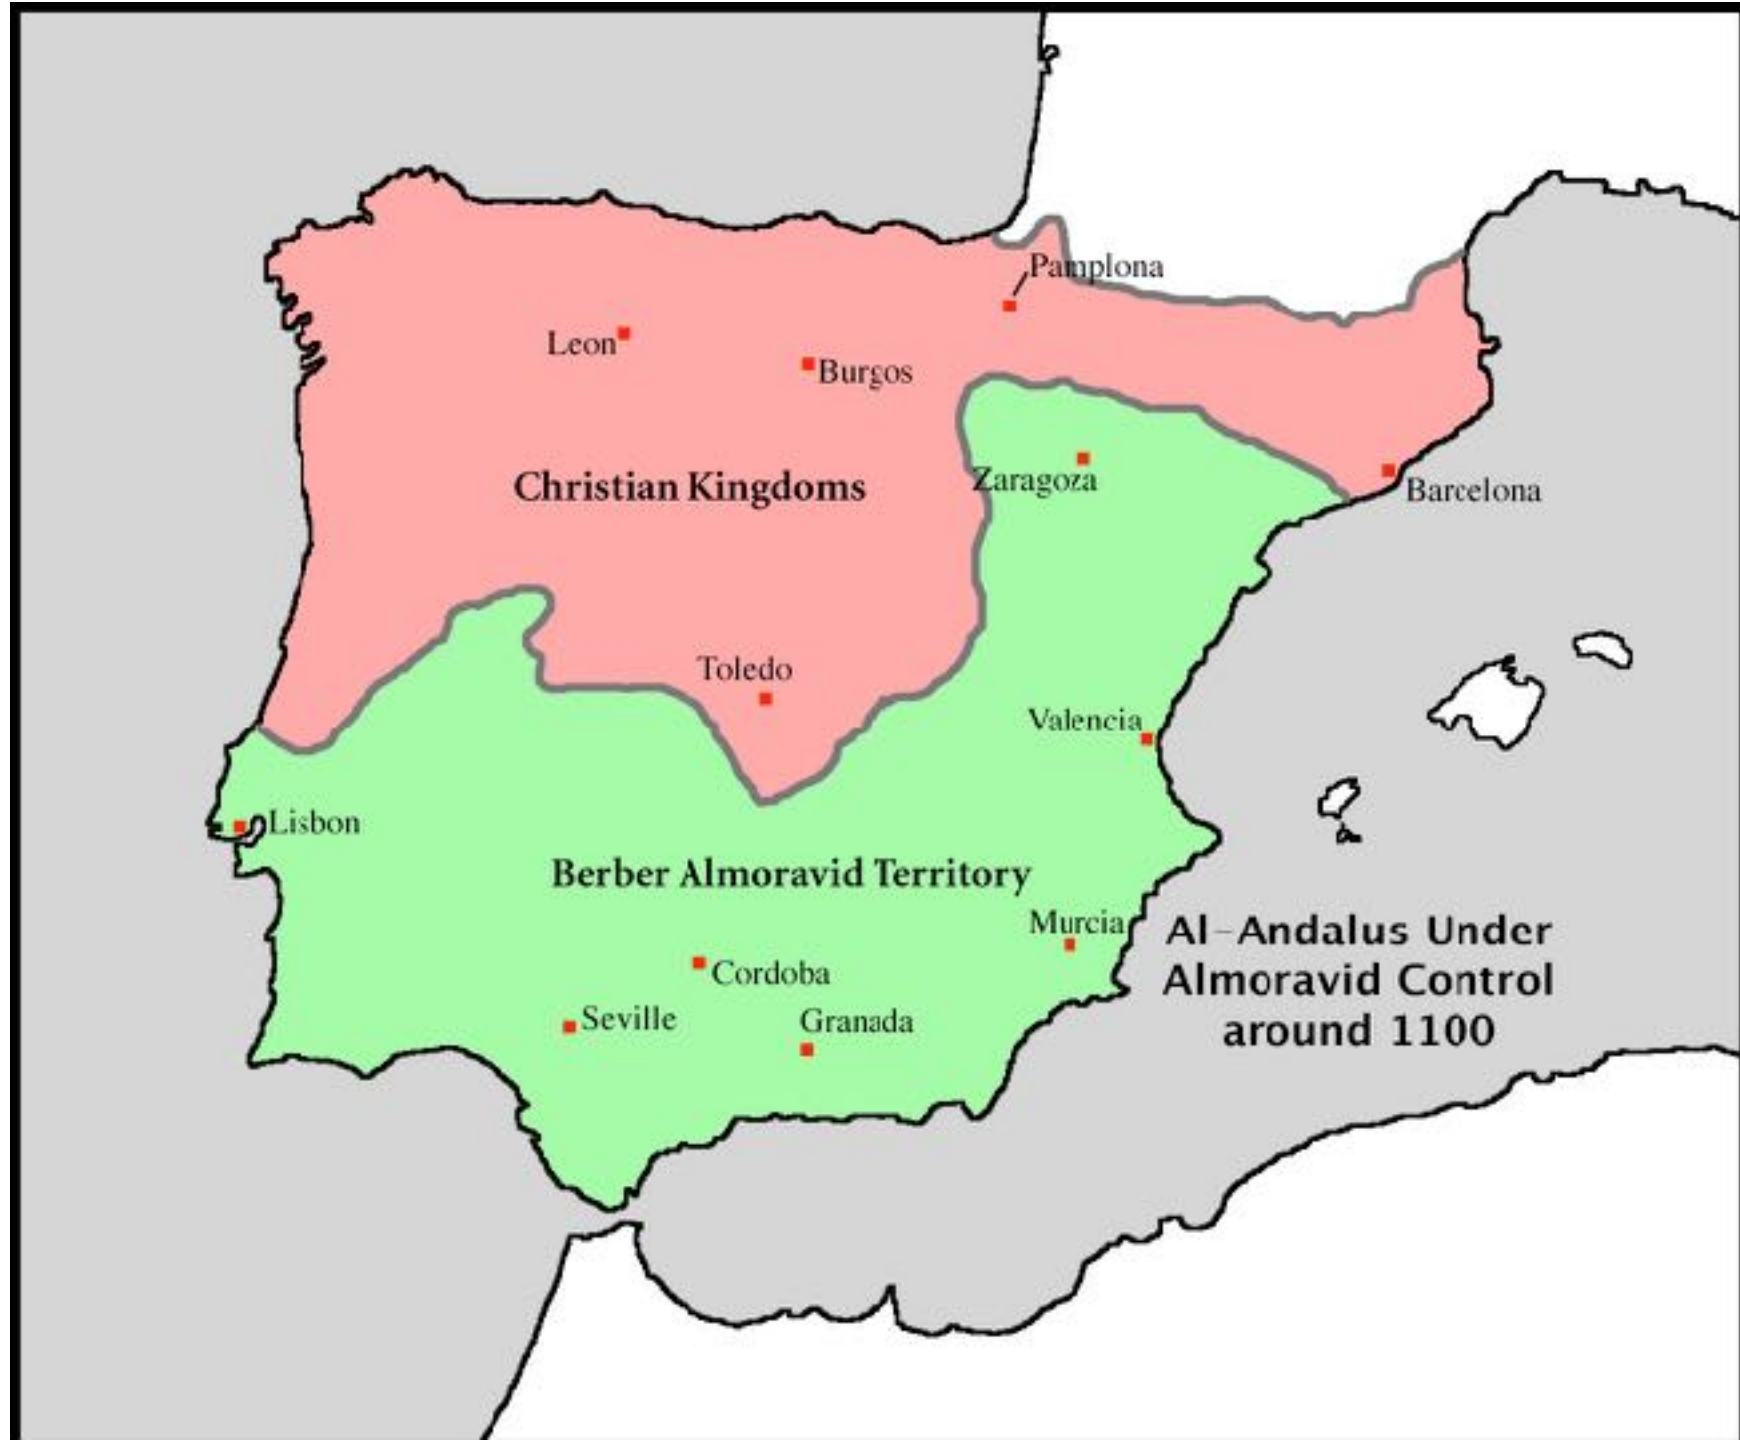 Pamplona
Leon
Burgos
Zaragoza
Christian Kingdoms
Barcelona
Toledo
Valencia
Lisbon
Berber Almoravid Territory
Murcia
Al-Andalus Under
Almoravid Control
around 1100
Cordoba
Seville
Granada